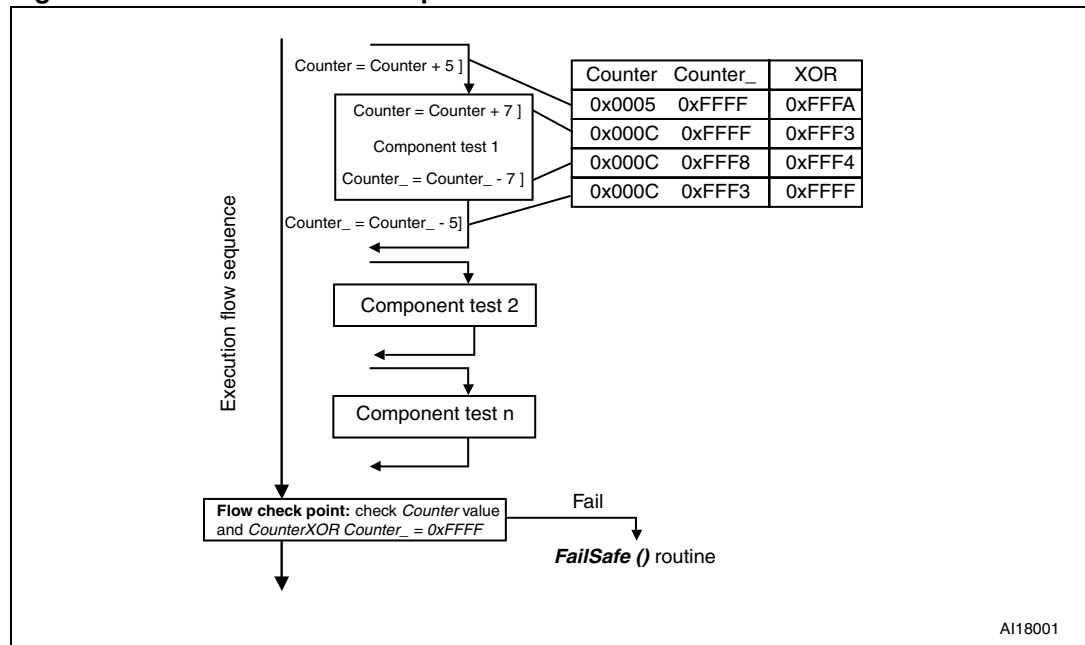 Counter = Counter + 5 ]
Counter = Counter + 7 ]
Component test 1
Counter_ = Counter_ - 7 ]
Counter_ = Counter_ - 5]
Counter Counter_ XOR
0x0005 0xFFFF 0xFFFA
0x000C 0xFFFF 0xFFF3
0x000C 0xFFF8 0xFFF4
0x000C 0xFFF3 0xFFFF
Execution flow sequence
Component test 2
Component test n
Flow check point: check Counter value
and CounterXOR Counter_ = 0xFFFF
Fail
FailSafe () routine
AI18001